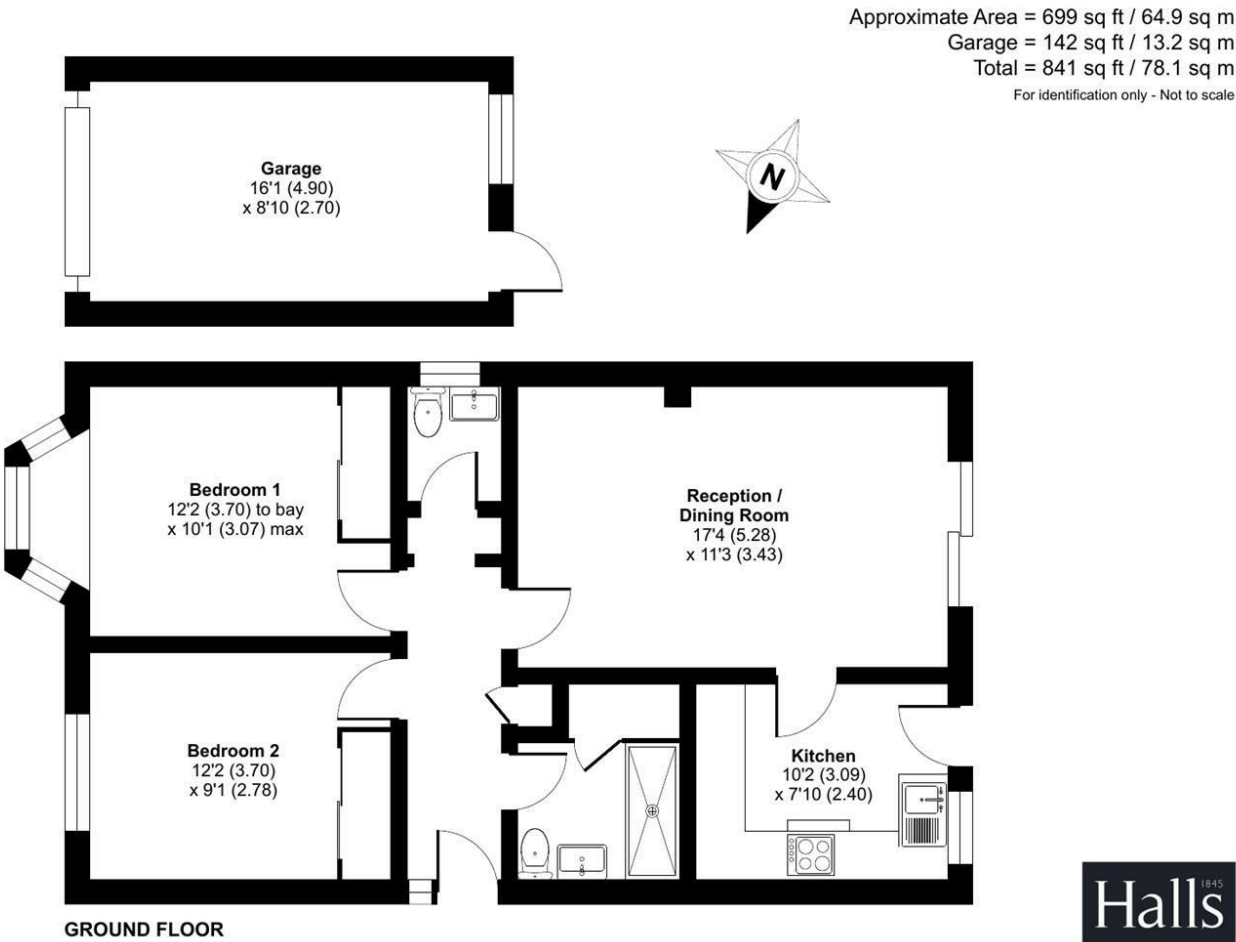 Approximate Area = 699 sq ft / 64.9 sq m
Garage = 142 sq ft / 13.2 sq m
Total = 841 sq ft / 78.1 sq m
For identification only - Not to scale
N
Garage
16'1 (4.90)
x 8'10 (2.70)
Bedroom 1
12'2 (3.70) to bay
x 10'1 (3.07) max
Reception /
Dining Room
17'4 (5.28)
x 11'3 (3.43)
Bedroom 2
12'2 (3.70)
x 9'1 (2.78)
Kitchen
10'2 (3.09)
x 7'10 (2.40)
GROUND FLOOR
1845
Halls